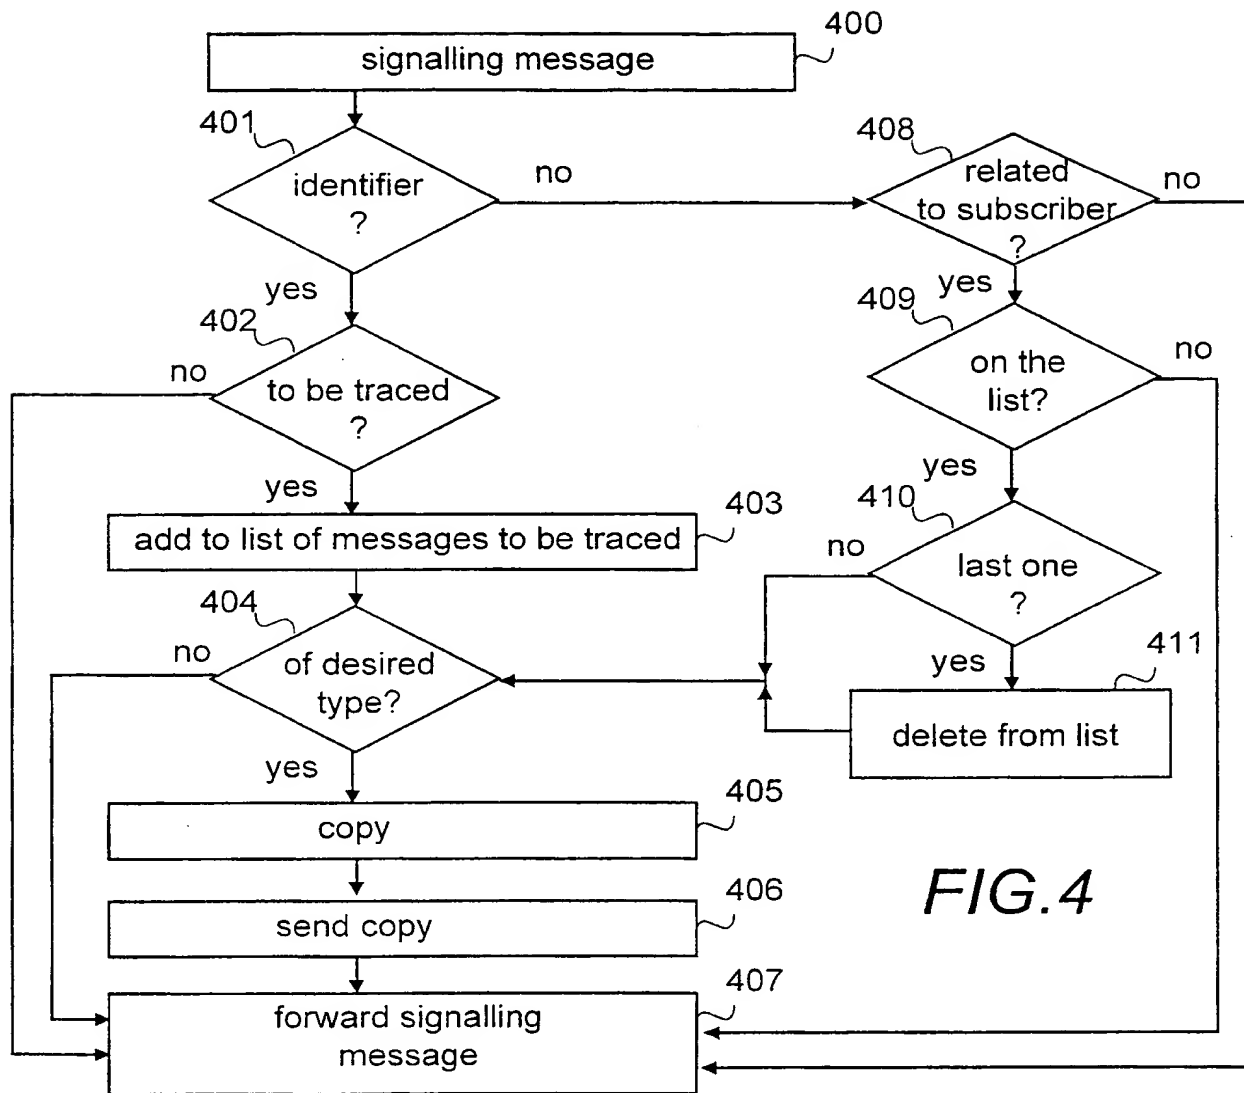 400
signalling message
401
identifier
?
no
408
related
to subscriber
?
no
yes
402
to be traced
?
no
yes
409
on the
list?
no
yes
403
add to list of messages to be traced
410
last one
?
no
404
of desired
type?
no
yes
411
delete from list
yes
405
copy
406
send copy
FIG.4
407
forward signalling
message